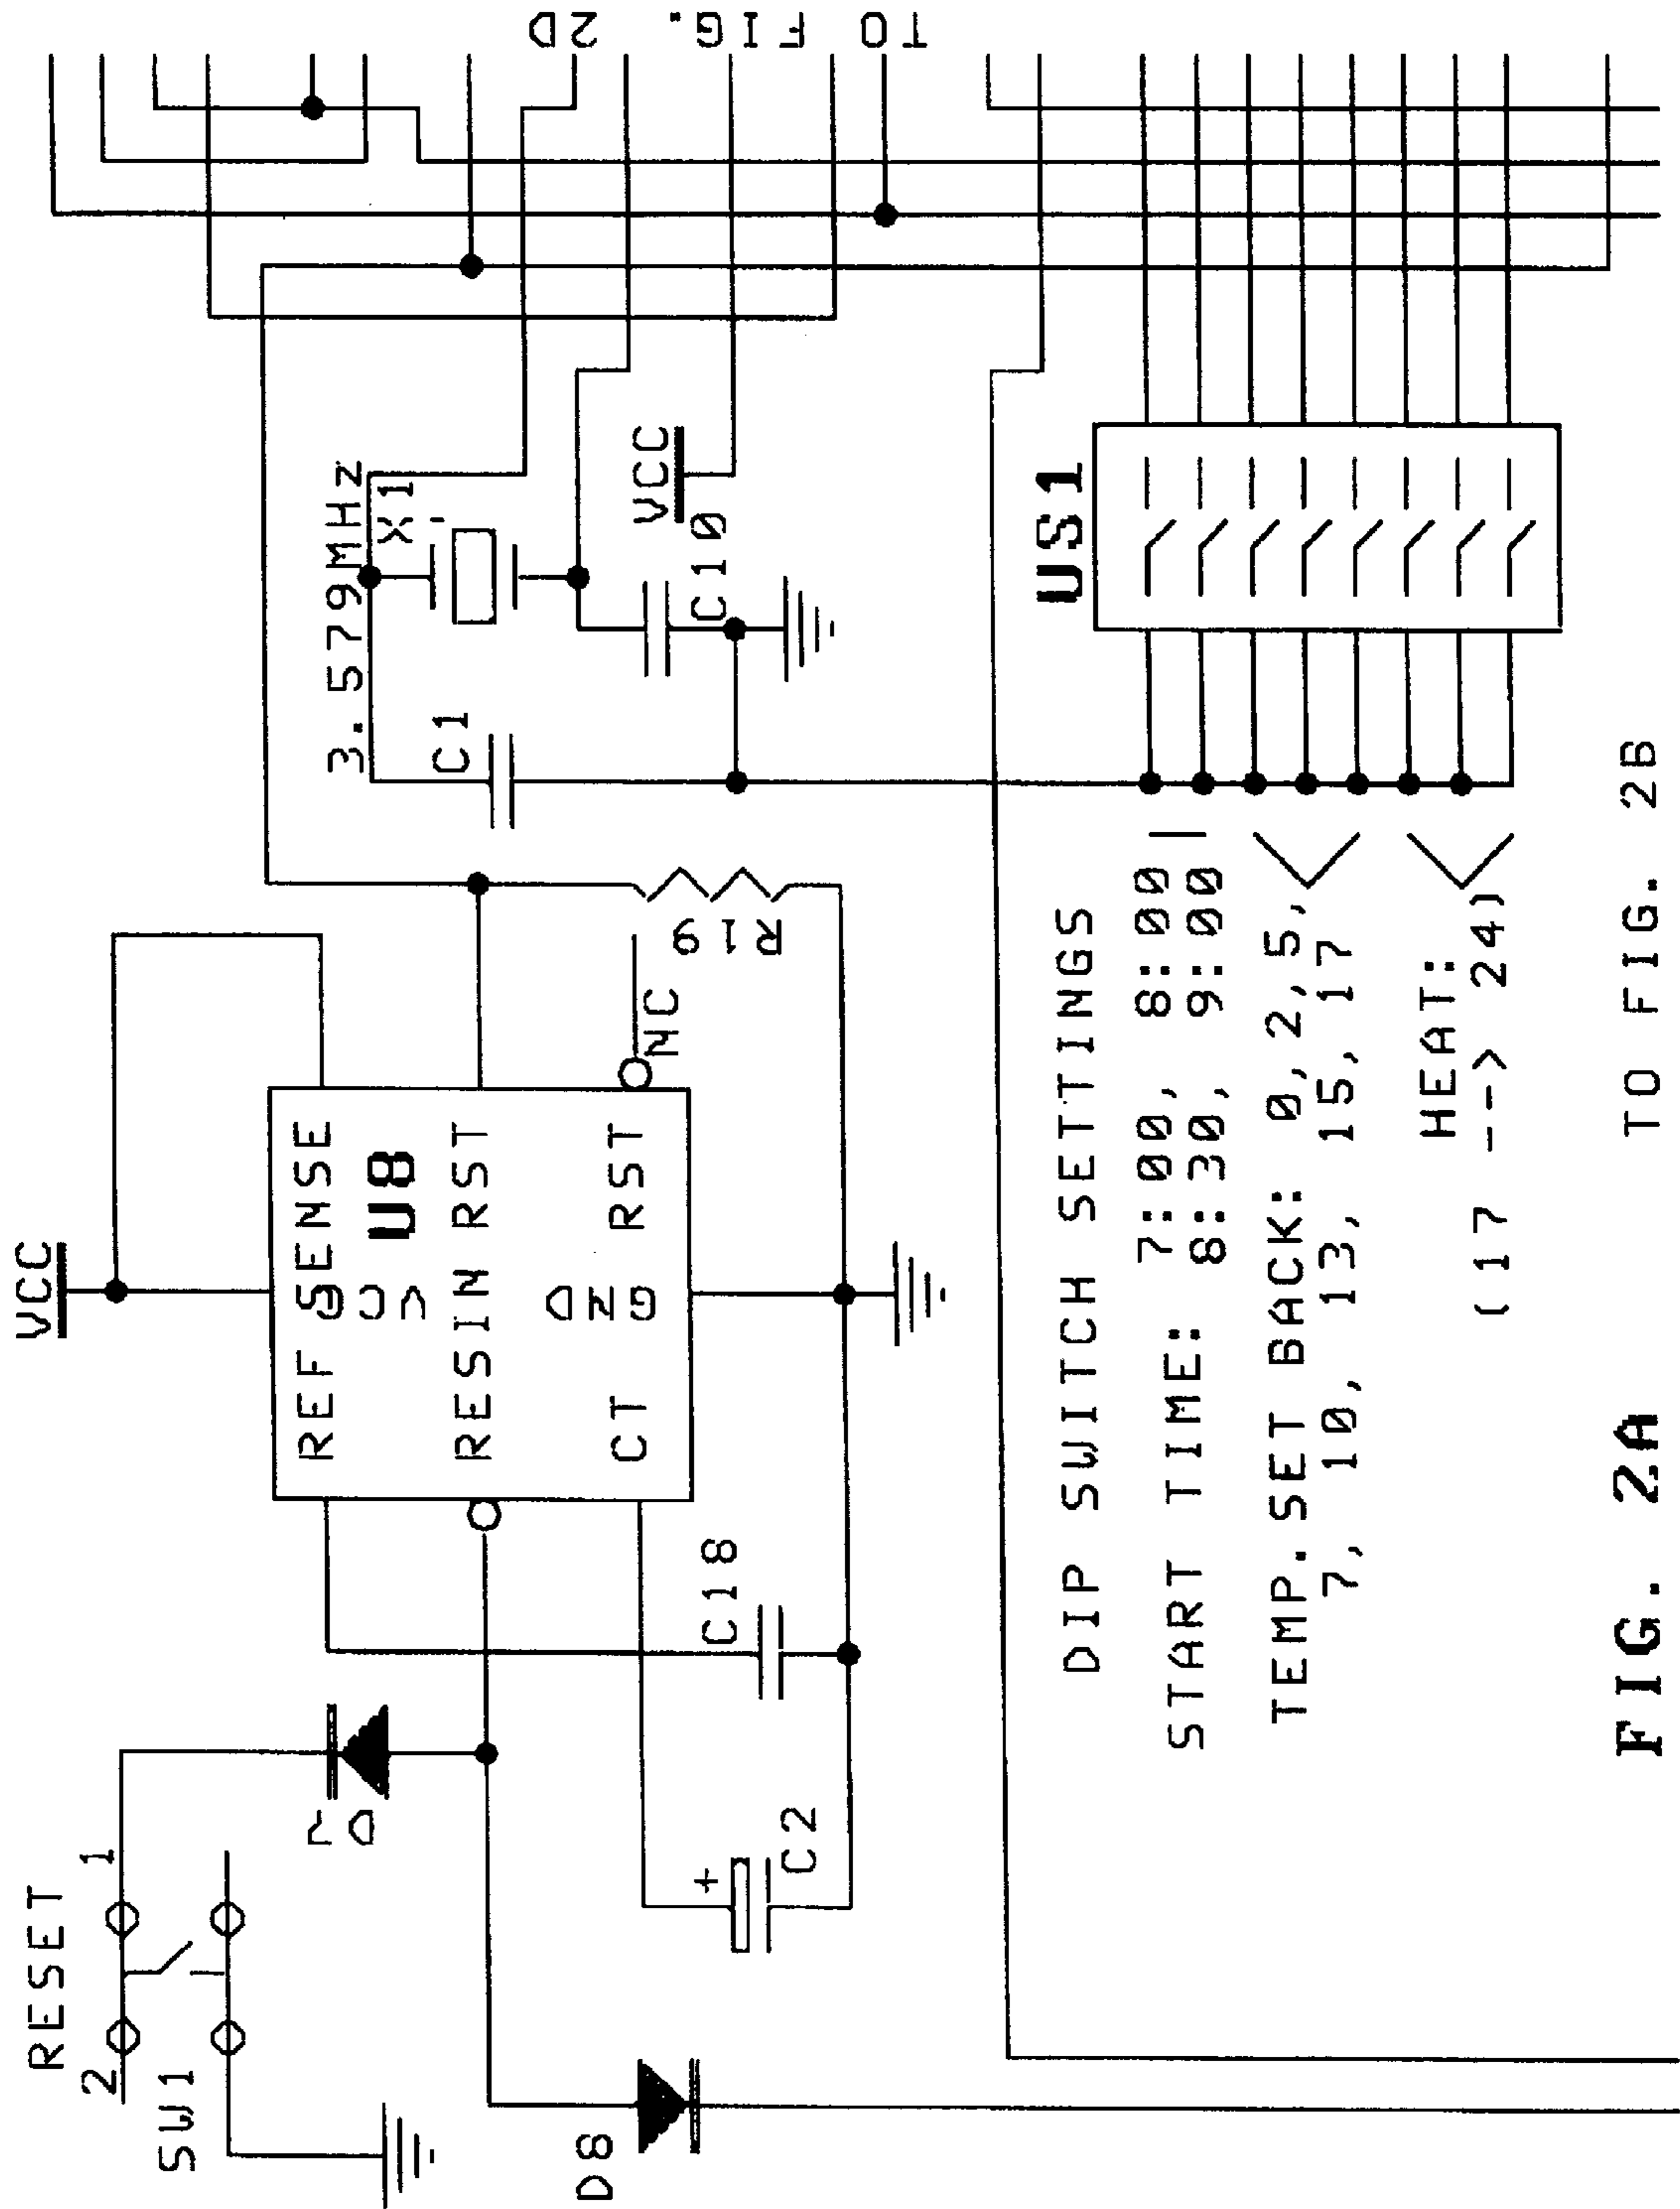 RESET
2
1
SW1
D7
D8
VCC
REF SENSE
VCC
U8
RESIN RST
GND
CT RST
NC
C18
+
C2
R19
3.579MHz
X1
C1
C10
VCC
TO FIG. 2D
US1
DIP SWITCH SETTINGS
START TIME: 7:00, 8:00
8:30, 9:00
TEMP.SET BACK: 0,2,5,
7, 10, 13, 15,17
HEAT:
(17 --> 24)
TO FIG. 2B
FIG. 2A